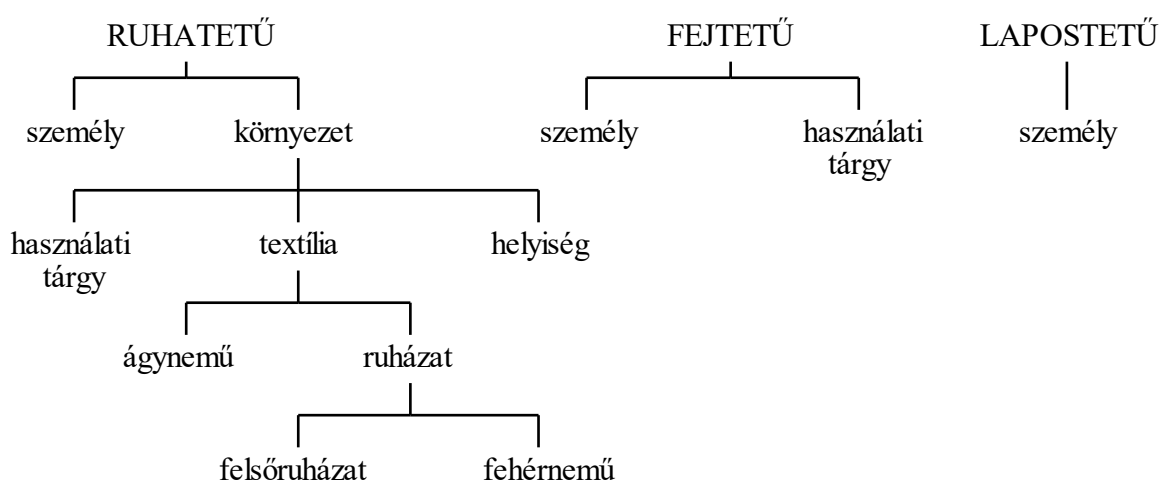 RUHATETŰ
FEJTETŰ
LAPOSTETŰ
személy
környezet
személy
használati
tárgy
személy
használati
tárgy
textília
helyiség
ágynemű
ruházat
felsőruházat
fehérnemű